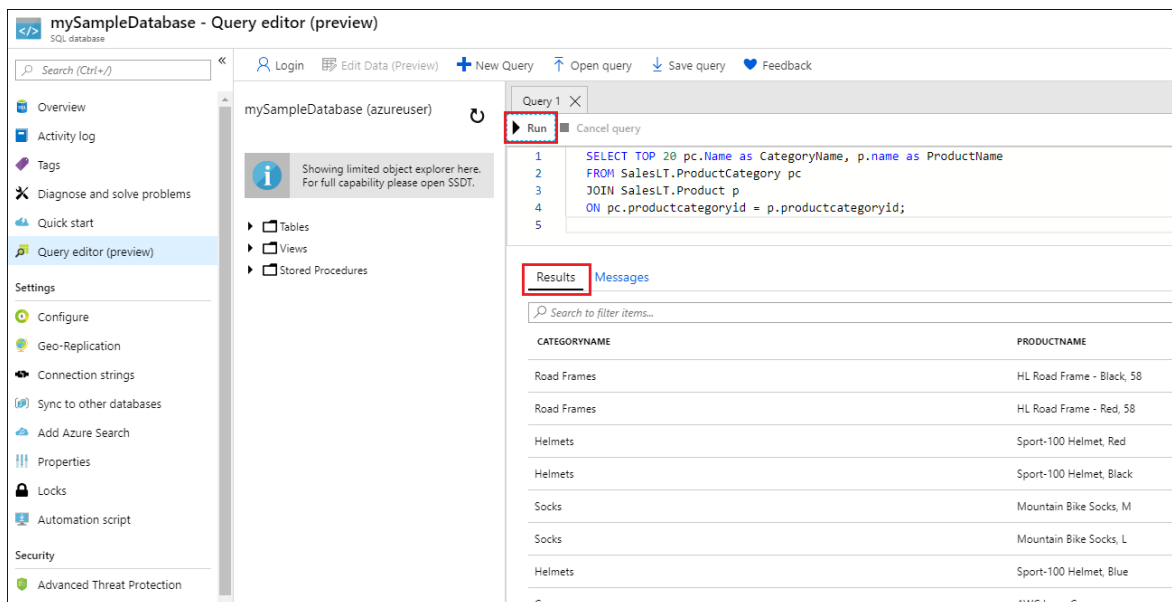 mySampleDatabase - Query editor (preview)
SQL database
Search (Ctrl+/)
«
Overview
Activity log
Tags
Diagnose and solve problems
Quick start
Query editor (preview)
Settings
Configure
Geo-Replication
Connection strings
Sync to other databases
Add Azure Search
Properties
Locks
Automation script
Security
Advanced Threat Protection
Login
Edit Data (Preview)
New Query
Open query
Save query
Feedback
mySampleDatabase (azureuser)
Showing limited object explorer here.
For full capability please open SSDT.
Tables
Views
Stored Procedures
Query 1
Run
Cancel query
1 SELECT TOP 20 pc.Name as CategoryName, p.name as ProductName
2 FROM SalesLT.ProductCategory pc
3 JOIN SalesLT.Product p
4 ON pc.productcategoryid = p.productcategoryid;
5
Results Messages
Search to filter items...
CATEGORYNAME PRODUCTNAME
Road Frames HL Road Frame - Black, 58
Road Frames HL Road Frame - Red, 58
Helmets Sport-100 Helmet, Red
Helmets Sport-100 Helmet, Black
Socks Mountain Bike Socks, M
Socks Mountain Bike Socks, L
Helmets Sport-100 Helmet, Blue